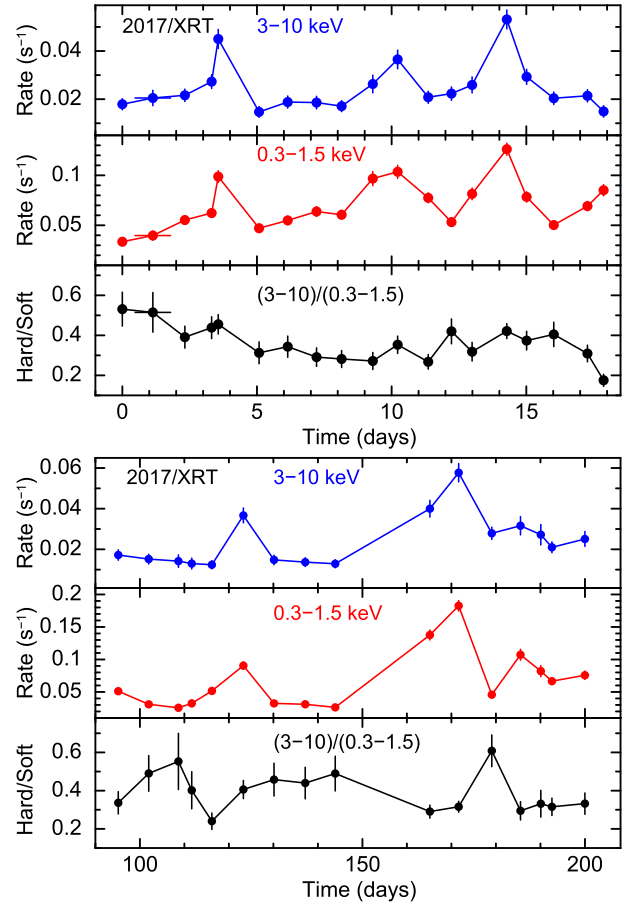 2017/XRT 3−10 keV
Rate (s⁻¹)
0.04
0.02
0.3−1.5 keV
Rate (s⁻¹)
0.1
0.05
(3−10)/(0.3−1.5)
Hard/Soft
0.6
0.4
0.2
0 5 10 15
Time (days)
2017/XRT 3−10 keV
Rate (s⁻¹)
0.06
0.04
0.02
0.3−1.5 keV
Rate (s⁻¹)
0.2
0.15
0.1
0.05
(3−10)/(0.3−1.5)
Hard/Soft
0.6
0.4
0.2
100 150 200
Time (days)